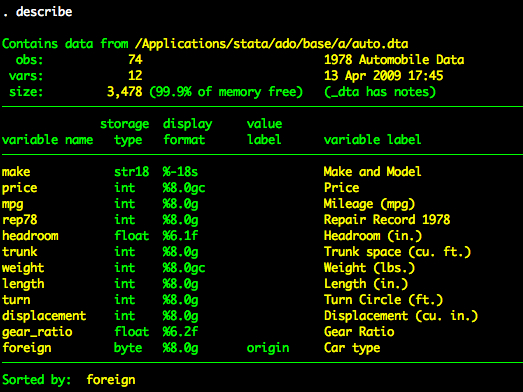 . describe
Contains data from /Applications/stata/ado/base/a/auto.dta
obs: 74 1978 Automobile Data
vars: 12 13 Apr 2009 17:45
size: 3,478 (99.9% of memory free) (_dta has notes)
storage display value
variable name type format label variable label
make str18 %-18s Make and Model
price int %8.0gc Price
mpg int %8.0g Mileage (mpg)
rep78 int %8.0g Repair Record 1978
headroom float %6.1f Headroom (in.)
trunk int %8.0g Trunk space (cu. ft.)
weight int %8.0gc Weight (lbs.)
length int %8.0g Length (in.)
turn int %8.0g Turn Circle (ft.)
displacement int %8.0g Displacement (cu. in.)
gear_ratio float %6.2f Gear Ratio
foreign byte %8.0g origin Car type
Sorted by: foreign